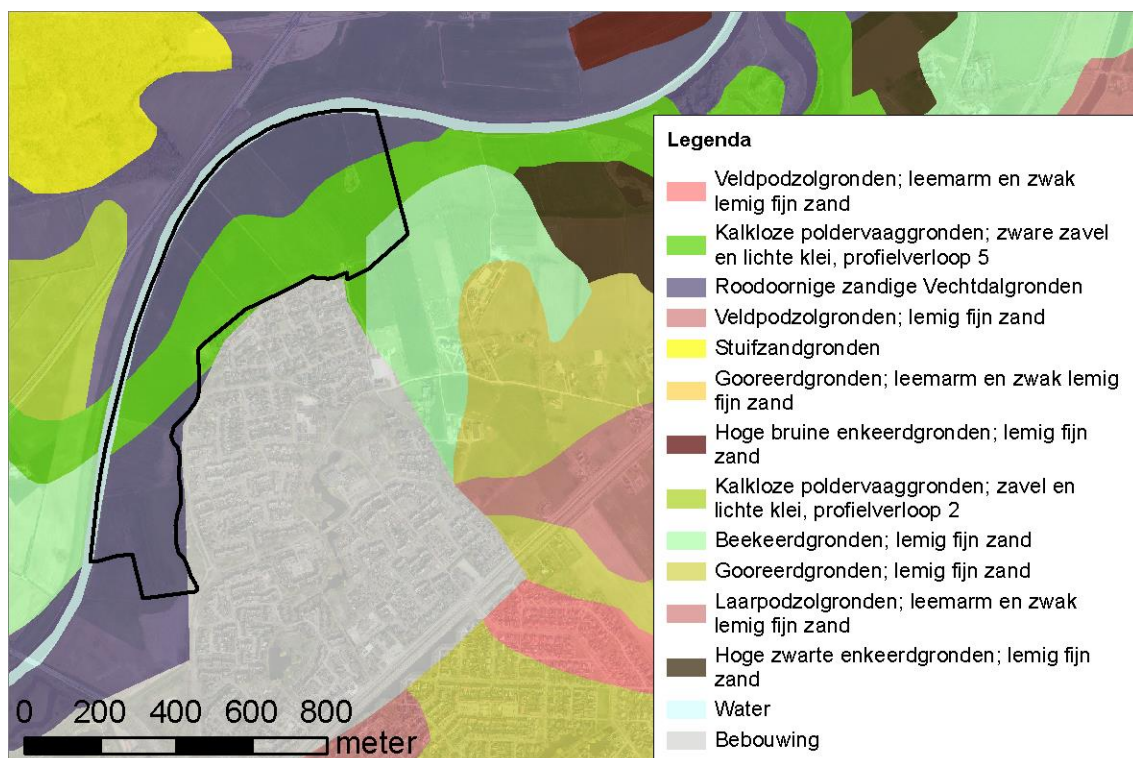 Legenda
Veldpodzolgronden; leemarm en zwak
lemig fijn zand
Kalkloze poldervaaggronden; zware zavel
en lichte klei, profielverloop 5
Roodoornige zandige Vechtdalgronden
Veldpodzolgronden; lemig fijn zand
Stuifzandgronden
Gooreerdgronden; leemarm en zwak lemig
fijn zand
Hoge bruine enkeerdgronden; lemig fijn
zand
Kalkloze poldervaaggronden; zavel en
lichte klei, profielverloop 2
Beekeerdgronden; lemig fijn zand
Gooreerdgronden; lemig fijn zand
Laarpodzolgronden; leemarm en zwak
lemig fijn zand
Hoge zwarte enkeerdgronden; lemig fijn
zand
Water
Bebouwing
0 200 400 600 800
meter